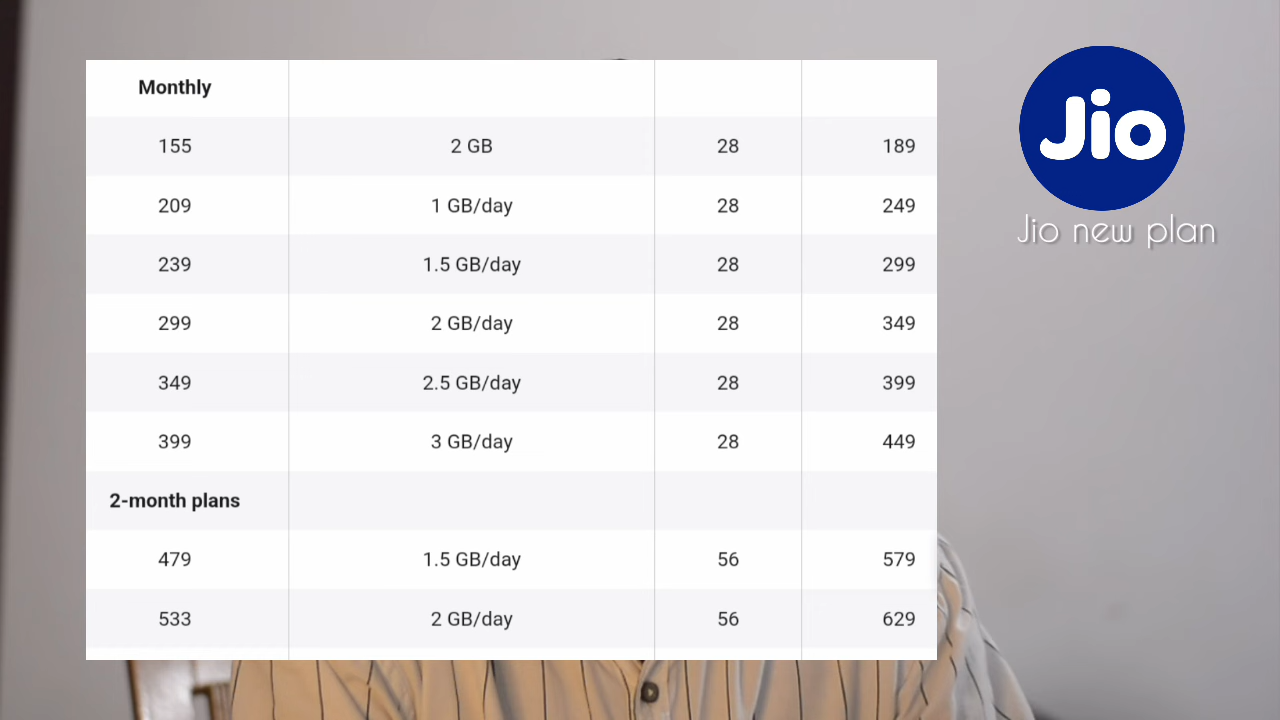 Monthly
155 2 GB 28 189
209 1 GB/day 28 249
239 1.5 GB/day 28 299
299 2 GB/day 28 349
349 2.5 GB/day 28 399
399 3 GB/day 28 449
2-month plans
479 1.5 GB/day 56 579
533 2 GB/day 56 629
Jio
Jio new plan